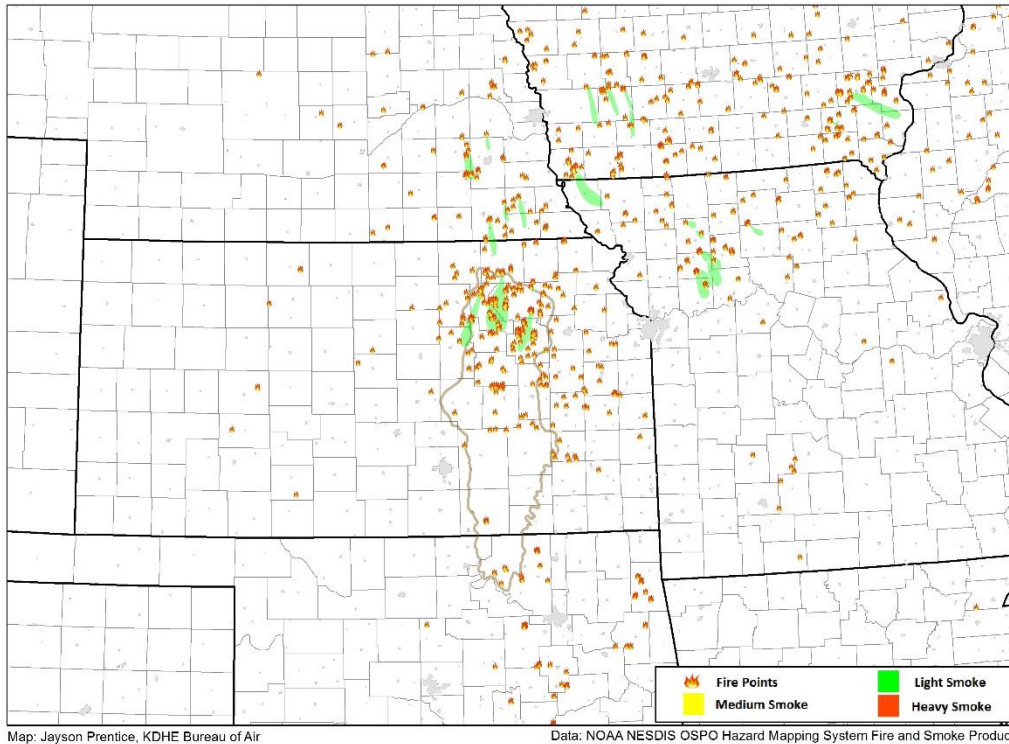 Fire Points
Light Smoke
Medium Smoke
Heavy Smoke
Map: Jayson Prentice, KDHE Bureau of Air
Data: NOAA NESDIS OSPO Hazard Mapping System Fire and Smoke Produc